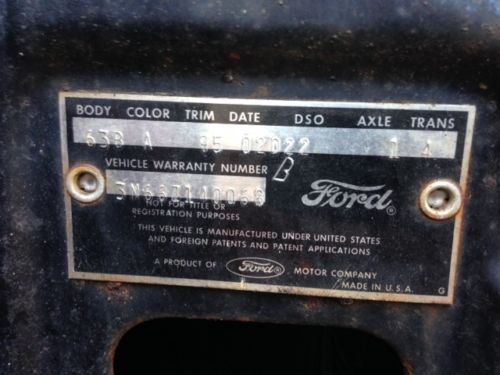 BODY COLOR TRIM DATE DSO AXLE TRANS
63B A 95 02D22 1 4
VEHICLE WARRANTY NUMBER B
NOT FOR TITLE OR
REGISTRATION PURPOSES
Ford
THIS VEHICLE IS MANUFACTURED UNDER UNITED STATES
AND FOREIGN PATENTS AND PATENT APPLICATIONS
A PRODUCT OF Ford MOTOR COMPANY
MADE IN U.S.A. G